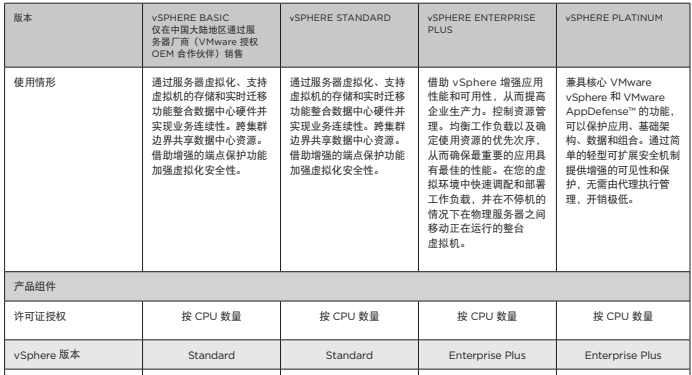 版本
vSPHERE BASIC
仅在中国大陆地区通过服
务器厂商（VMware 授权
OEM 合作伙伴）销售
vSPHERE STANDARD
vSPHERE ENTERPRISE
PLUS
vSPHERE PLATINUM
使用情形
通过服务器虚拟化、支持
虚拟机的存储和实时迁移
功能整合数据中心硬件并
实现业务连续性。跨集群
边界共享数据中心资源。
借助增强的端点保护功能
加强虚拟化安全性。
通过服务器虚拟化、支持
虚拟机的存储和实时迁移
功能整合数据中心硬件并
实现业务连续性。跨集群
边界共享数据中心资源。
借助增强的端点保护功能
加强虚拟化安全性。
借助 vSphere 增强应用
性能和可用性，从而提高
企业生产力。控制资源管
理。均衡工作负载以及确
定使用资源的优先次序，
从而确保最重要的应用具
有最佳的性能。在您的虚
拟环境中快速调配和部署
工作负载，并在不停机的
情况下在物理服务器之间
移动正在运行的整台
虚拟机。
兼具核心 VMware
vSphere 和 VMware
AppDefense™ 的功能，
可以保护应用、基础架
构、数据和组合。通过简
单的轻型可扩展安全机制
提供增强的可见性和保
护，无需由代理执行管
理，开销极低。
产品组件
许可证授权
按 CPU 数量
按 CPU 数量
按 CPU 数量
按 CPU 数量
vSphere 版本
Standard
Standard
Enterprise Plus
Enterprise Plus